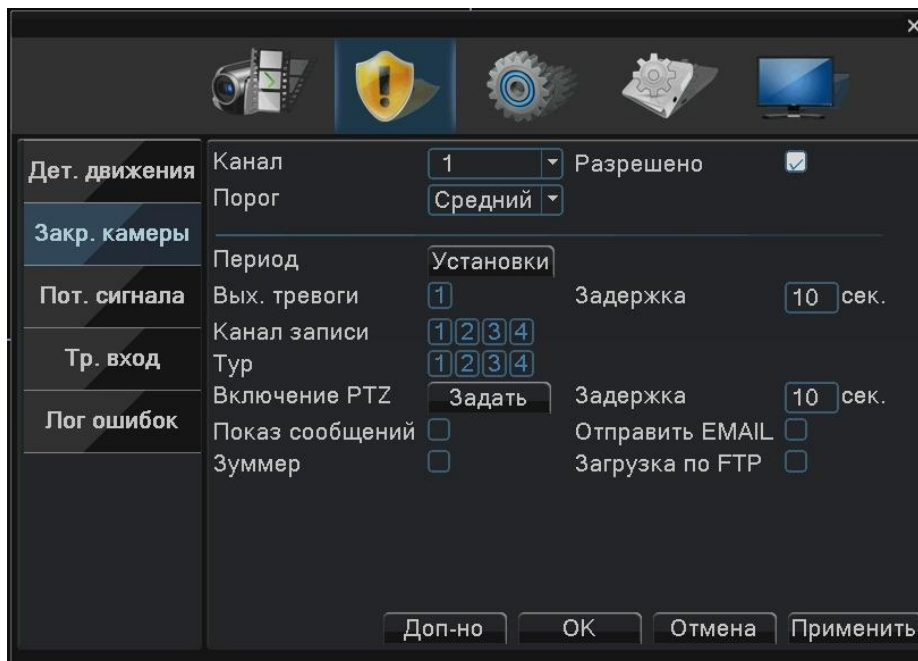 Дет. движения
Закр. камеры
Пот. сигнала
Тр. вход
Лог ошибок
Канал 1 Разрешено
Порог Средний
Период Установки
Вых. тревоги 1 Задержка 10 сек.
Канал записи 1 2 3 4
Тур 1 2 3 4
Включение PTZ Задать Задержка 10 сек.
Показ сообщений Отправить EMAIL
Зуммер Загрузка по FTP
Доп-но OK Отмена Применить